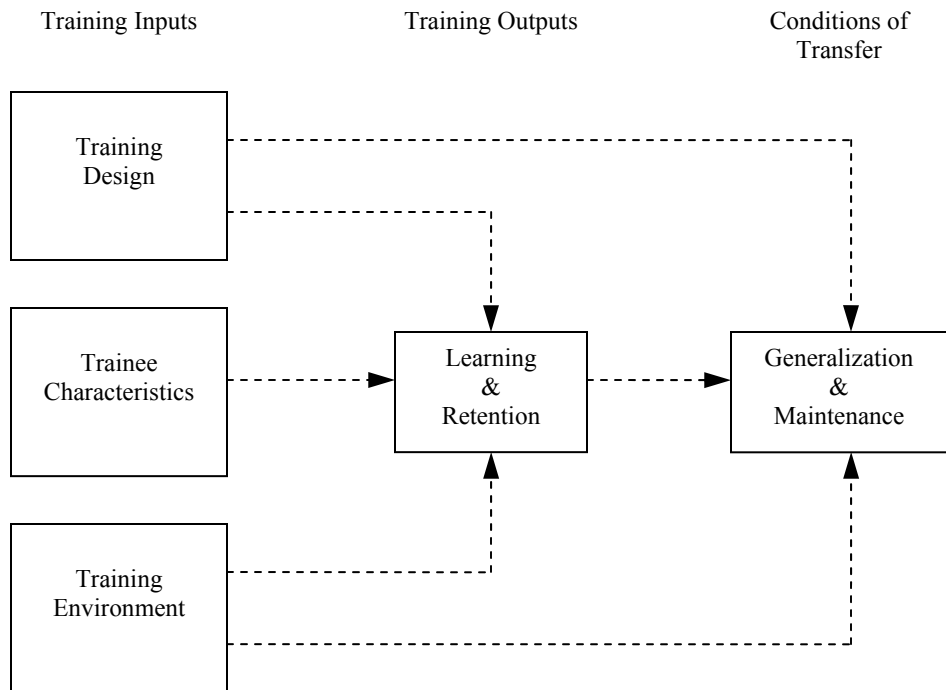 Training Inputs
Training Outputs
Conditions of
Transfer
Training
Design
Trainee
Characteristics
Learning
&
Retention
Generalization
&
Maintenance
Training
Environment